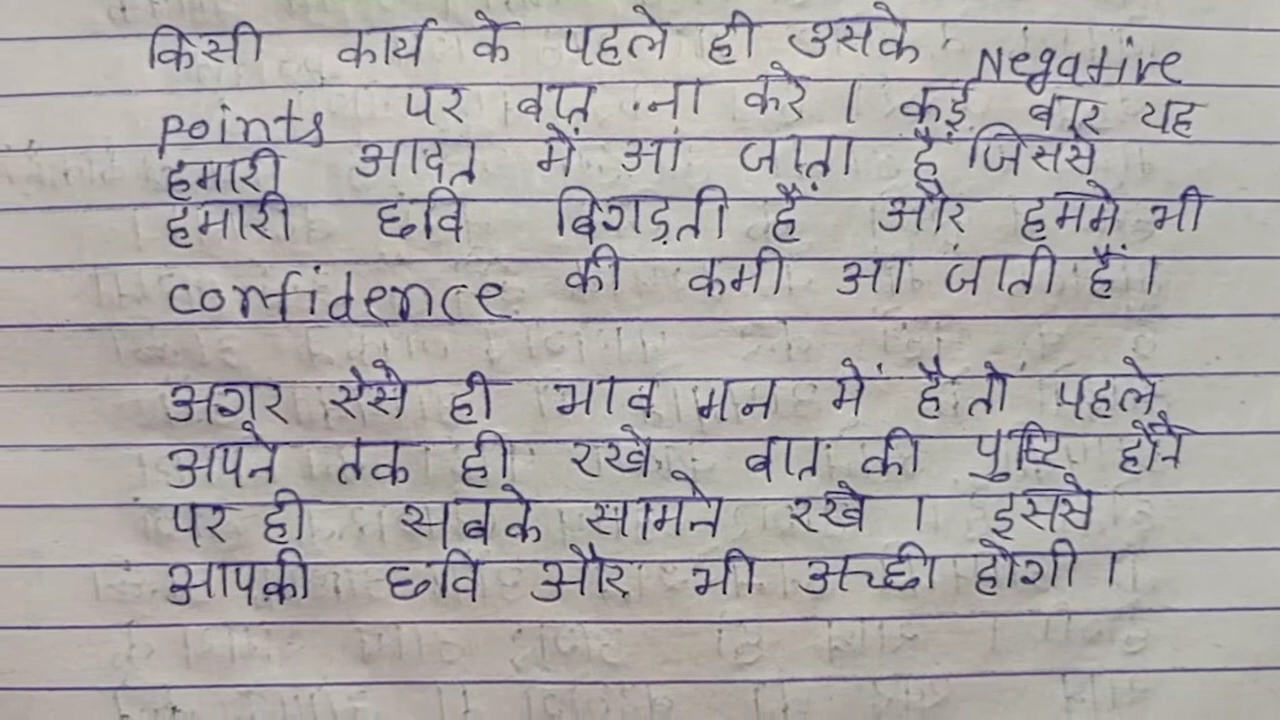 किसी कार्य के पहले ही उसके Negative
points पर बात ना करे । कई बार यह
हमारी आदत में आ जाता है जिससे
हमारी छवि बिगड़ती हैं और हममे भी
confidence की कमी आ जाती हैं ।
अगर ऐसे ही भाव मन में है तो पहले
अपने तक ही रखे, बात की पुष्टि होने
पर ही सबके सामने रखे । इससे
आपकी छवि और भी अच्छी होगी ।